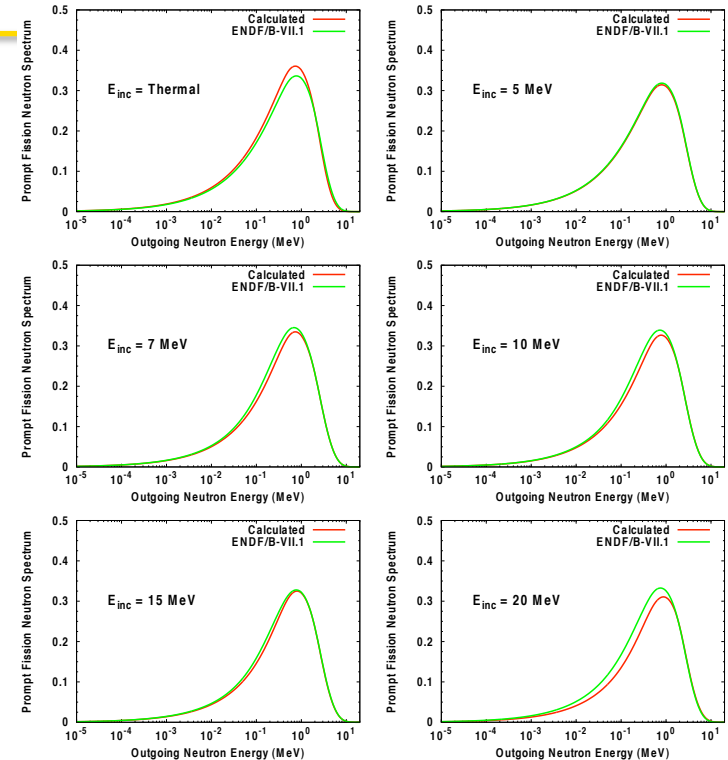 0.5
0.4
0.3
0.2
0.1
0
Prompt Fission Neutron Spectrum
Calculated
ENDF/B-VII.1
E_inc = Thermal
10^-5 10^-4 10^-3 10^-2 10^-1 10^0 10^1
Outgoing Neutron Energy (MeV)
0.5
0.4
0.3
0.2
0.1
0
Prompt Fission Neutron Spectrum
Calculated
ENDF/B-VII.1
E_inc = 5 MeV
10^-5 10^-4 10^-3 10^-2 10^-1 10^0 10^1
Outgoing Neutron Energy (MeV)
0.5
0.4
0.3
0.2
0.1
0
Prompt Fission Neutron Spectrum
Calculated
ENDF/B-VII.1
E_inc = 7 MeV
10^-5 10^-4 10^-3 10^-2 10^-1 10^0 10^1
Outgoing Neutron Energy (MeV)
0.5
0.4
0.3
0.2
0.1
0
Prompt Fission Neutron Spectrum
Calculated
ENDF/B-VII.1
E_inc = 10 MeV
10^-5 10^-4 10^-3 10^-2 10^-1 10^0 10^1
Outgoing Neutron Energy (MeV)
0.5
0.4
0.3
0.2
0.1
0
Prompt Fission Neutron Spectrum
Calculated
ENDF/B-VII.1
E_inc = 15 MeV
10^-5 10^-4 10^-3 10^-2 10^-1 10^0 10^1
Outgoing Neutron Energy (MeV)
0.5
0.4
0.3
0.2
0.1
0
Prompt Fission Neutron Spectrum
Calculated
ENDF/B-VII.1
E_inc = 20 MeV
10^-5 10^-4 10^-3 10^-2 10^-1 10^0 10^1
Outgoing Neutron Energy (MeV)